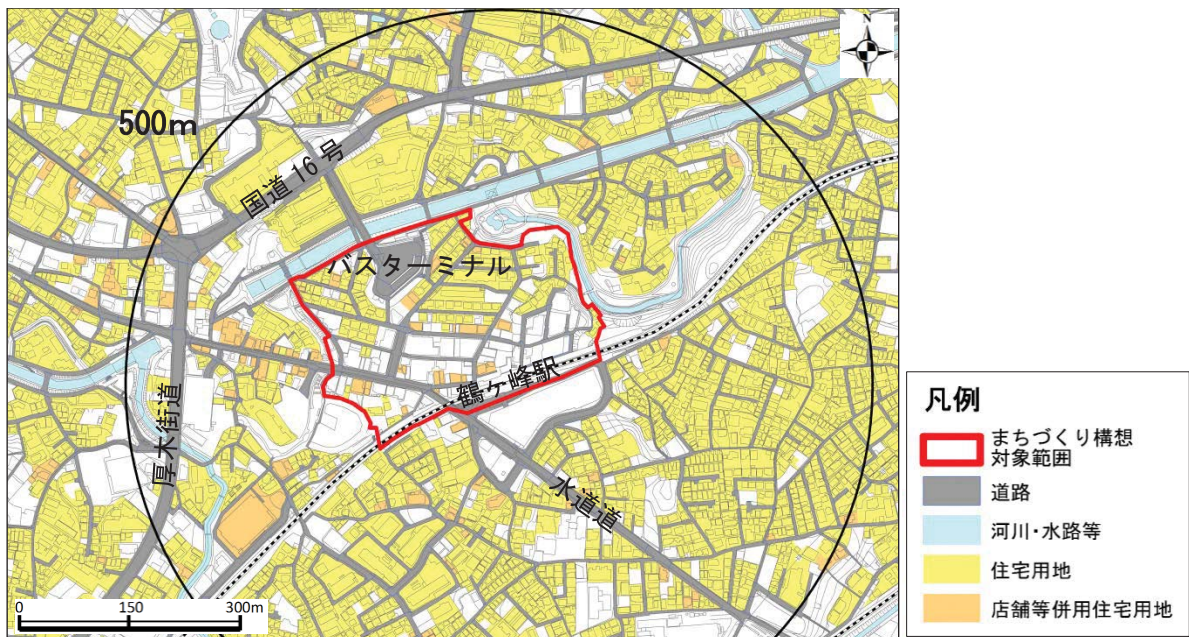 N
500m
国道16号
バスターミナル
鶴ヶ峰駅
厚木街道
水道道
0 150 300m
凡例
まちづくり構想
対象範囲
道路
河川・水路等
住宅用地
店舗等併用住宅用地